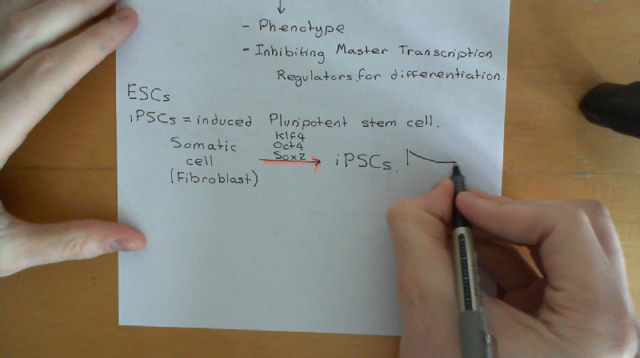 - Phenotype
- Inhibiting Master Transcription
Regulators for differentiation.
ESCs
iPSCs = induced Pluripotent stem cell.
Somatic
cell
(Fibroblast)
Klf4
Oct4
Sox2
iPSCs.